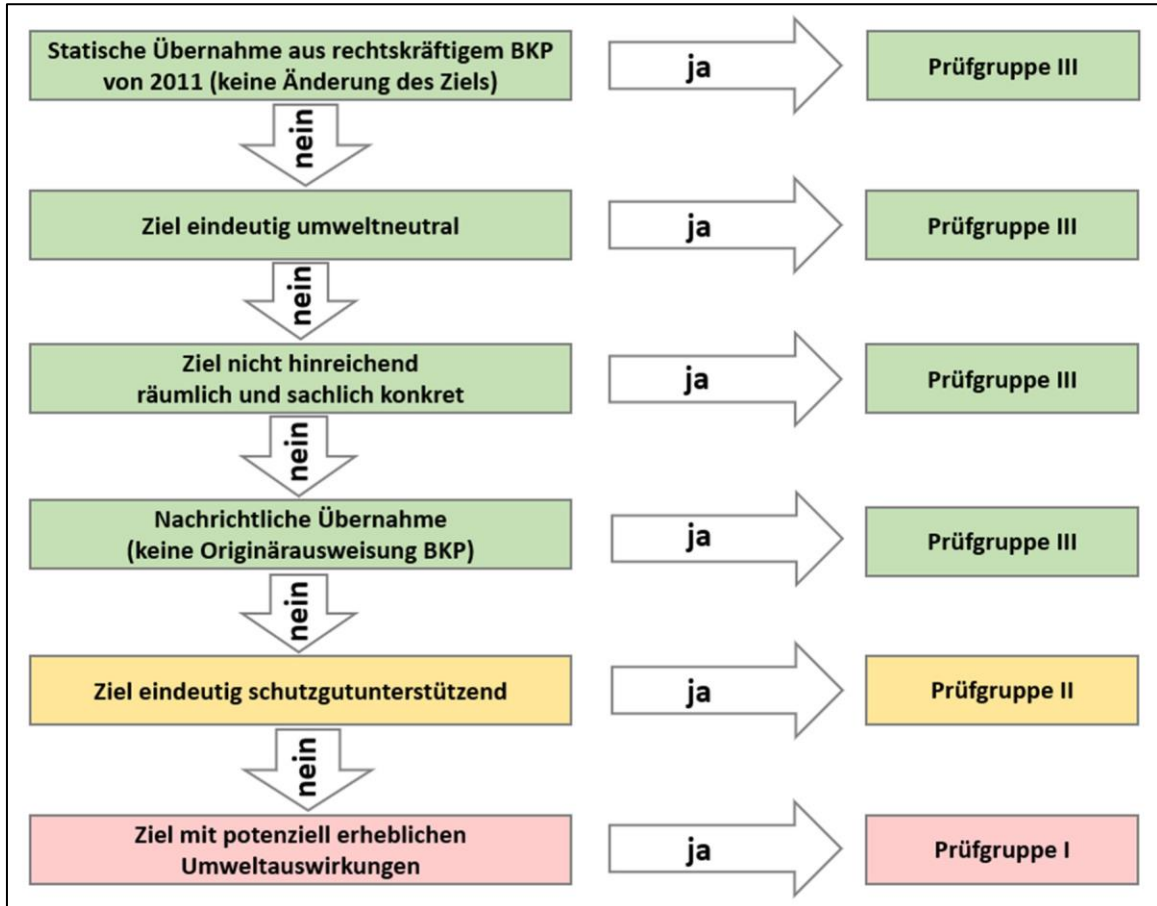 Statische Übernahme aus rechtskräftigem BKP
von 2011 (keine Änderung des Ziels)
ja
Prüfgruppe III
nein
Ziel eindeutig umweltneutral
ja
Prüfgruppe III
nein
Ziel nicht hinreichend
räumlich und sachlich konkret
ja
Prüfgruppe III
nein
Nachrichtliche Übernahme
(keine Originärausweisung BKP)
ja
Prüfgruppe III
nein
Ziel eindeutig schutzgutunterstützend
ja
Prüfgruppe II
nein
Ziel mit potenziell erheblichen
Umweltauswirkungen
ja
Prüfgruppe I